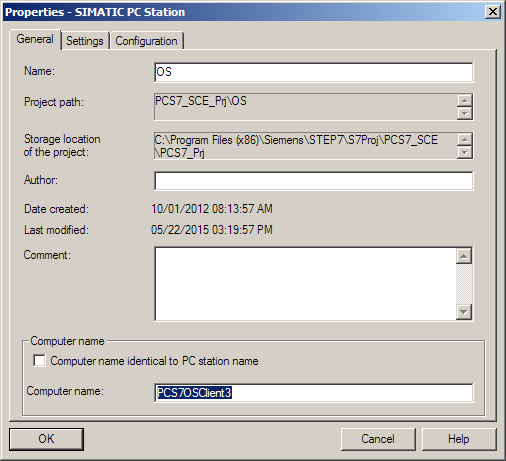 Properties - SIMATIC PC Station
General Settings Configuration
Name: OS
Project path: PCS7_SCE_Prj\OS
Storage location of the project: C:\Program Files (x86)\Siemens\STEP7\S7Proj\PCS7_SCE
\PCS7_Prj
Author:
Date created: 10/01/2012 08:13:57 AM
Last modified: 05/22/2015 03:19:57 PM
Comment:
Computer name
Computer name identical to PC station name
Computer name: PCS7OSClient3
OK Cancel Help